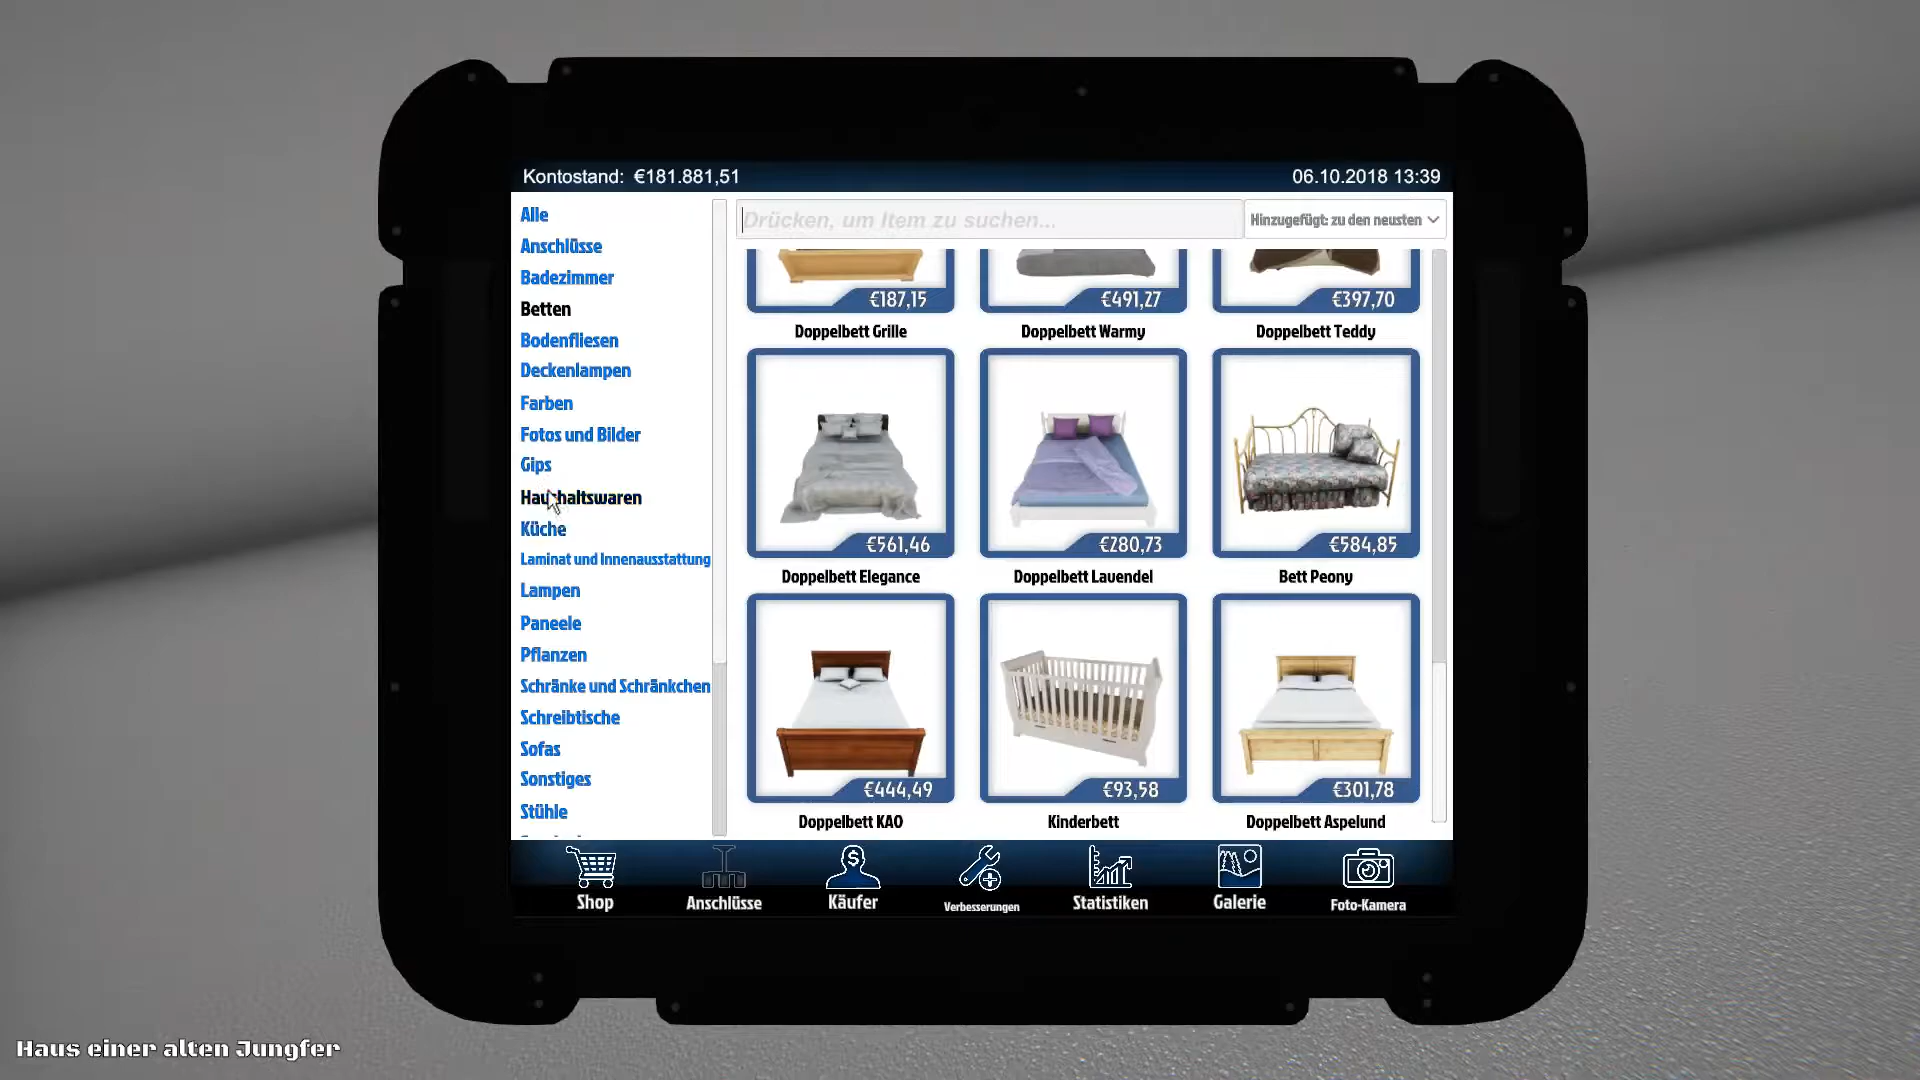 Kontostand: €181.881,51
06.10.2018 13:39
Alle
Anschlüsse
Badezimmer
Betten
Bodenfliesen
Deckenlampen
Farben
Fotos und Bilder
Gips
Haushaltswaren
Küche
Laminat und Innenausstattung
Lampen
Paneele
Pflanzen
Schränke und Schränkchen
Schreibtische
Sofas
Sonstiges
Stühle
Drücken, um Item zu suchen...
Hinzugefügt: zu den neusten
€187,15
€491,27
€397,70
Doppelbett Grille
Doppelbett Warmy
Doppelbett Teddy
€561,46
€280,73
€584,85
Doppelbett Elegance
Doppelbett Lavendel
Bett Peony
€444,49
€93,58
€301,78
Doppelbett KAO
Kinderbett
Doppelbett Aspelund
Shop
Anschlüsse
Käufer
Verbesserungen
Statistiken
Galerie
Foto-Kamera
Haus einer alten Jungfer